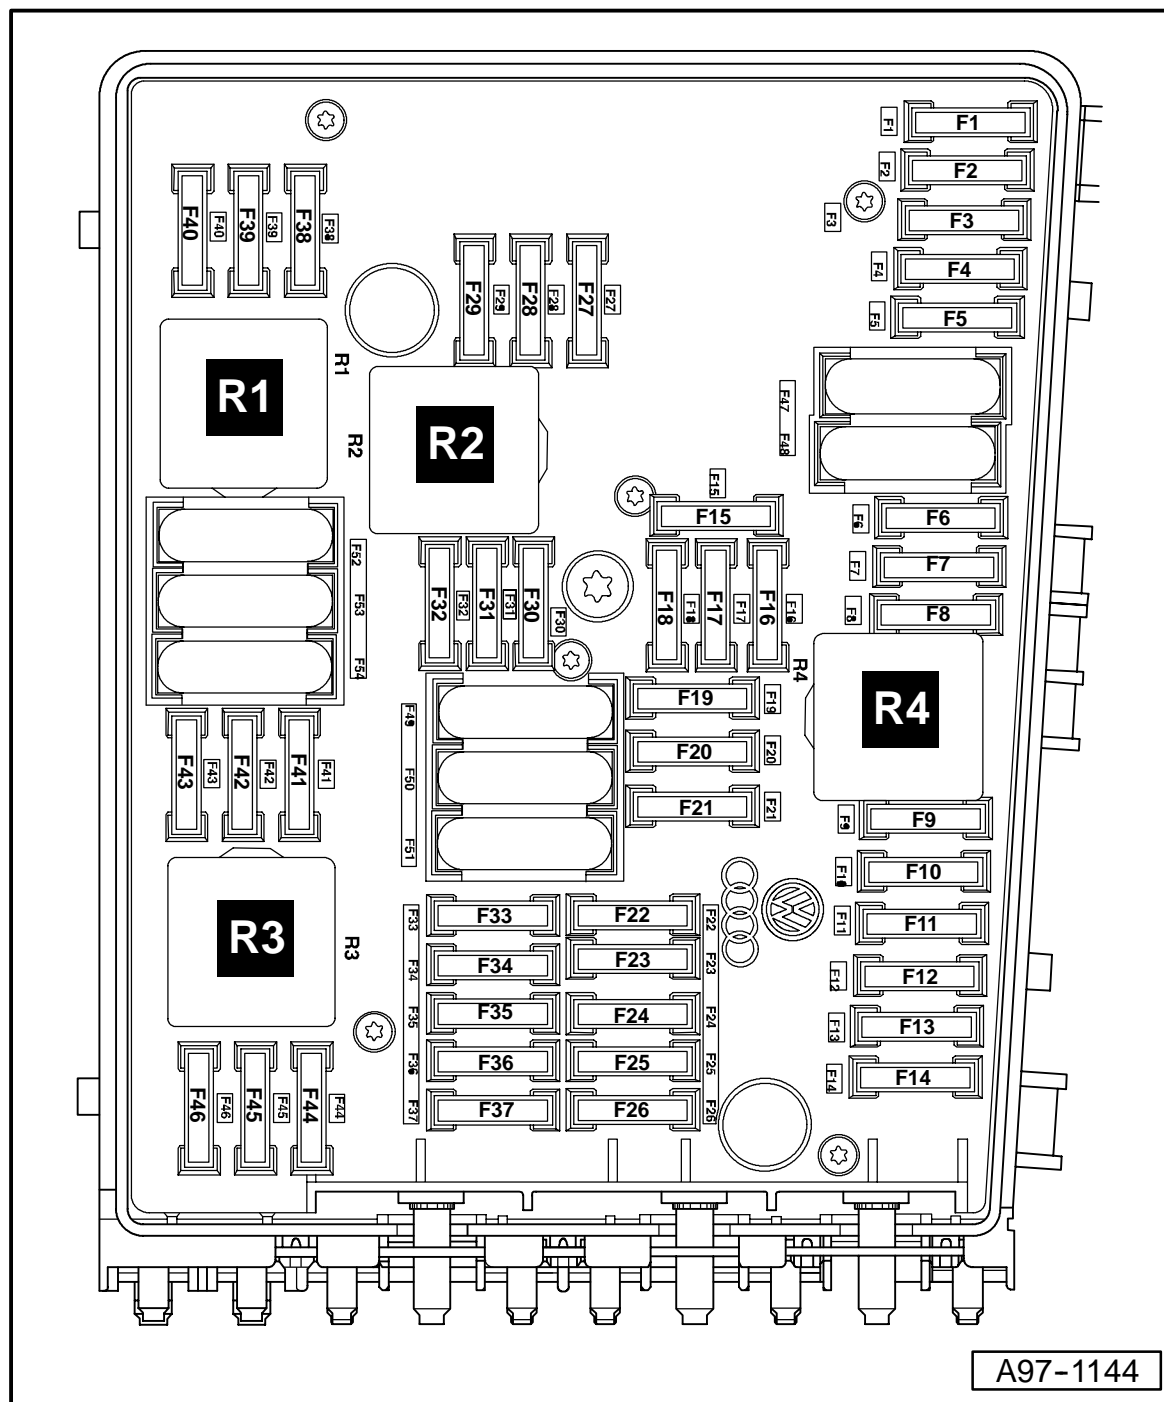 F1 F1
F2 F2
F3 F3
F4 F4
F5 F5
F40 F40 F39 F39 F38 F38
F29 F29 F28 F28 F27 F27
R1 R1
R2 R2
F47
F48
F15
F15
F6 F6
F7 F7
F8 F8
F52
F53
F54
F32 F32 F31 F31 F30 F30
F18 F18 F17 F17 F16 F16
R4 R4
F19 F19
F20 F20
F21 F21
F49
F50
F51
F43 F43 F42 F42 F41 F41
F9 F9
F10 F10
F11 F11
F12 F12
F13 F13
F14 F14
R3 R3
F33 F33 F22 F22
F34 F34 F23 F23
F35 F35 F24 F24
F36 F36 F25 F25
F37 F37 F26 F26
VW
F46 F46 F45 F45 F44 F44
A97-1144